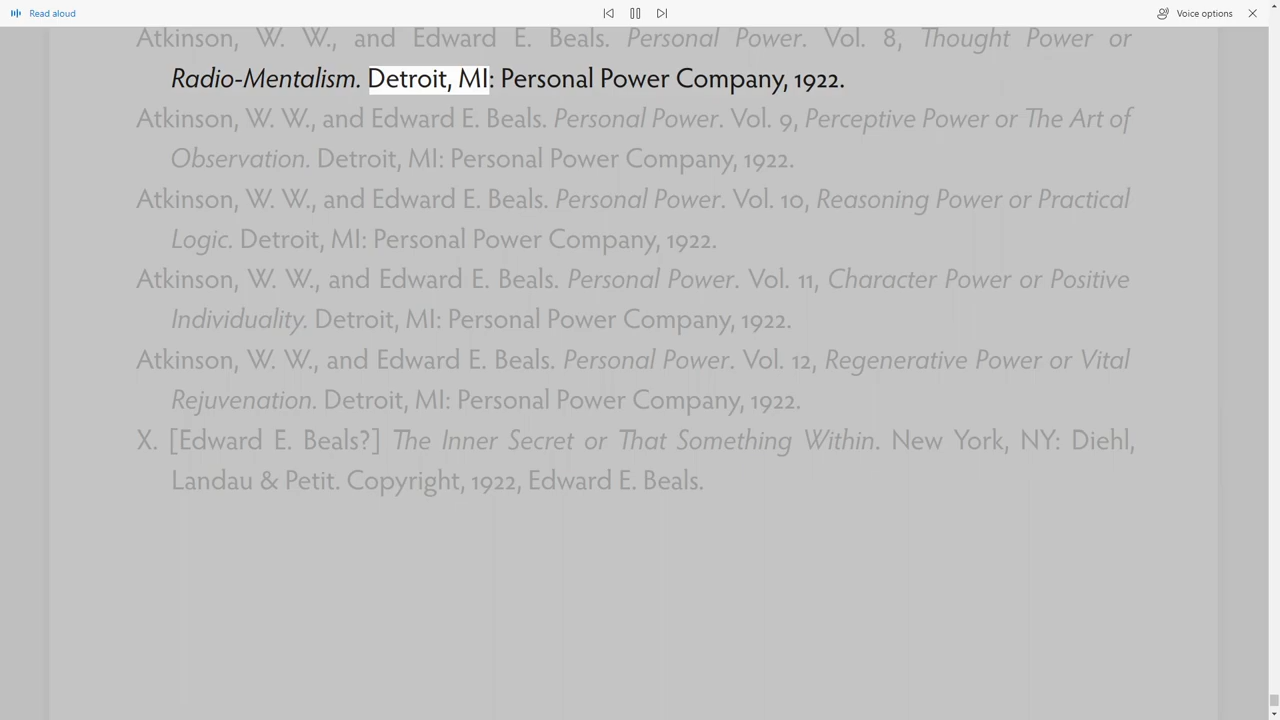 Read aloud
Voice options
Atkinson, W. W., and Edward E. Beals. Personal Power. Vol. 8, Thought Power or
Radio-Mentalism. Detroit, MI: Personal Power Company, 1922.
Atkinson, W. W., and Edward E. Beals. Personal Power. Vol. 9, Perceptive Power or The Art of
Observation. Detroit, MI: Personal Power Company, 1922.
Atkinson, W. W., and Edward E. Beals. Personal Power. Vol. 10, Reasoning Power or Practical
Logic. Detroit, MI: Personal Power Company, 1922.
Atkinson, W. W., and Edward E. Beals. Personal Power. Vol. 11, Character Power or Positive
Individuality. Detroit, MI: Personal Power Company, 1922.
Atkinson, W. W., and Edward E. Beals. Personal Power. Vol. 12, Regenerative Power or Vital
Rejuvenation. Detroit, MI: Personal Power Company, 1922.
X. [Edward E. Beals?] The Inner Secret or That Something Within. New York, NY: Diehl,
Landau & Petit. Copyright, 1922, Edward E. Beals.